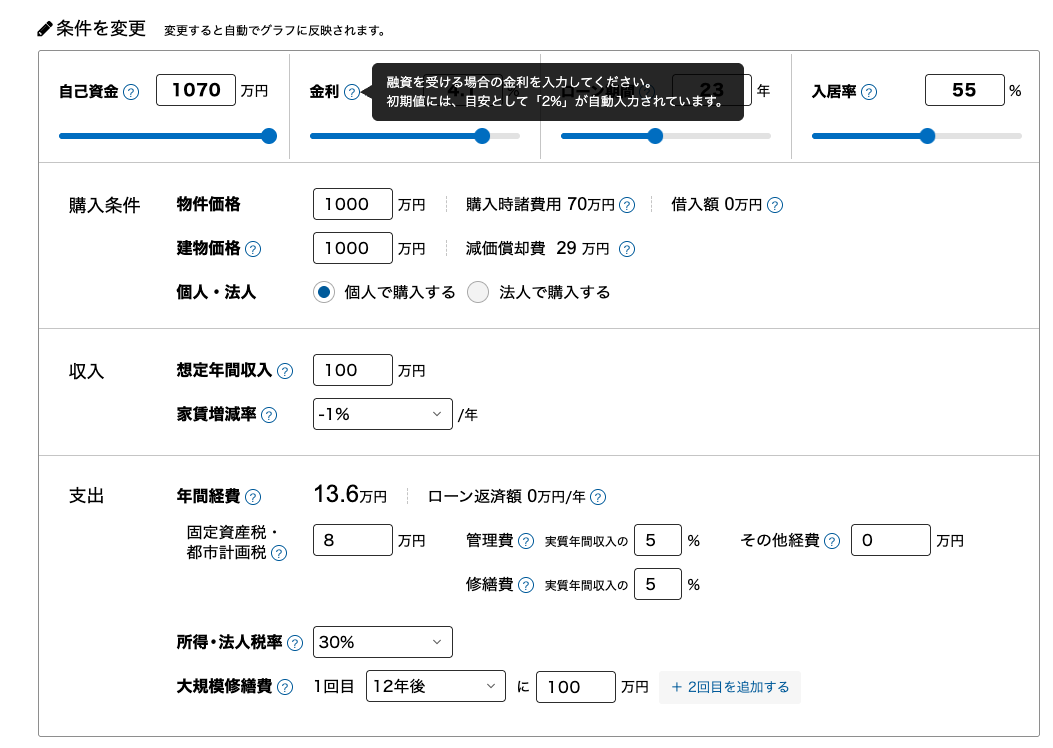 条件を変更 変更すると自動でグラフに反映されます。
自己資金 ? 1070 万円 金利 ? 年 入居率 ? 55 %
融資を受ける場合の金利を入力してください。
初期値には、目安として「2%」が自動入力されています。
23
購入条件 物件価格 1000 万円 購入時諸費用 70万円 ? 借入額 0万円 ?
建物価格 ? 1000 万円 減価償却費 29 万円 ?
個人・法人 個人で購入する 法人で購入する
収入 想定年間収入 ? 100 万円
家賃増減率 ? -1% /年
支出 年間経費 ? 13.6万円 ローン返済額 0万円/年 ?
固定資産税・
都市計画税 ? 8 万円 管理費 ? 実質年間収入の 5 % その他経費 ? 0 万円
修繕費 ? 実質年間収入の 5 %
所得・法人税率 ? 30%
大規模修繕費 ? 1回目 12年後 に 100 万円 + 2回目を追加する